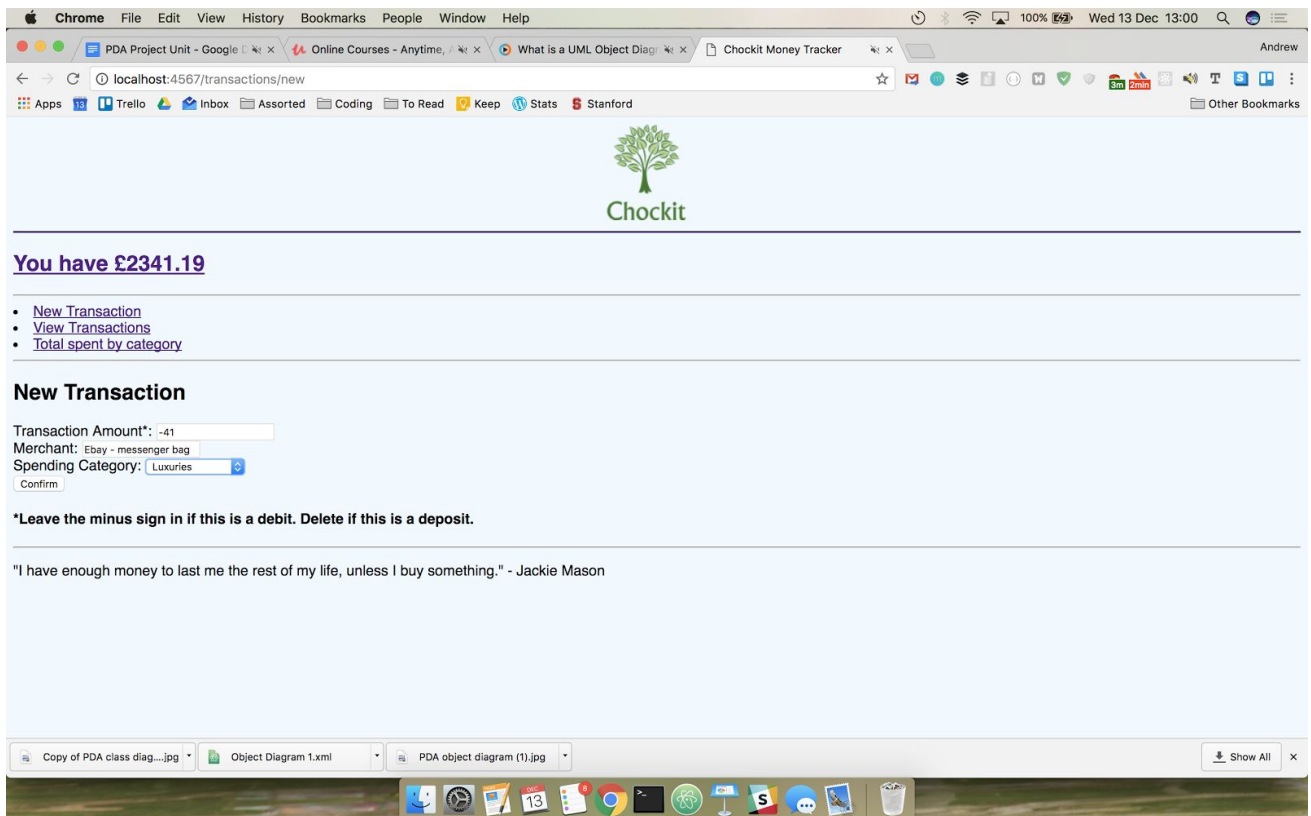 Chrome File Edit View History Bookmarks People Window Help 100% Wed 13 Dec 13:00
PDA Project Unit - Google D Online Courses - Anytime, A What is a UML Object Diagr Chockit Money Tracker Andrew
localhost:4567/transactions/new 3m 2min
Apps 13 Trello Inbox Assorted Coding To Read Keep Stats S Stanford Other Bookmarks
Chockit
You have £2341.19
• New Transaction
• View Transactions
• Total spent by category
New Transaction
Transaction Amount*: -41
Merchant: Ebay - messenger bag
Spending Category: Luxuries
Confirm
*Leave the minus sign in if this is a debit. Delete if this is a deposit.
"I have enough money to last me the rest of my life, unless I buy something." - Jackie Mason
Copy of PDA class diag....jpg Object Diagram 1.xml PDA object diagram (1).jpg Show All
DEC 13 8 S